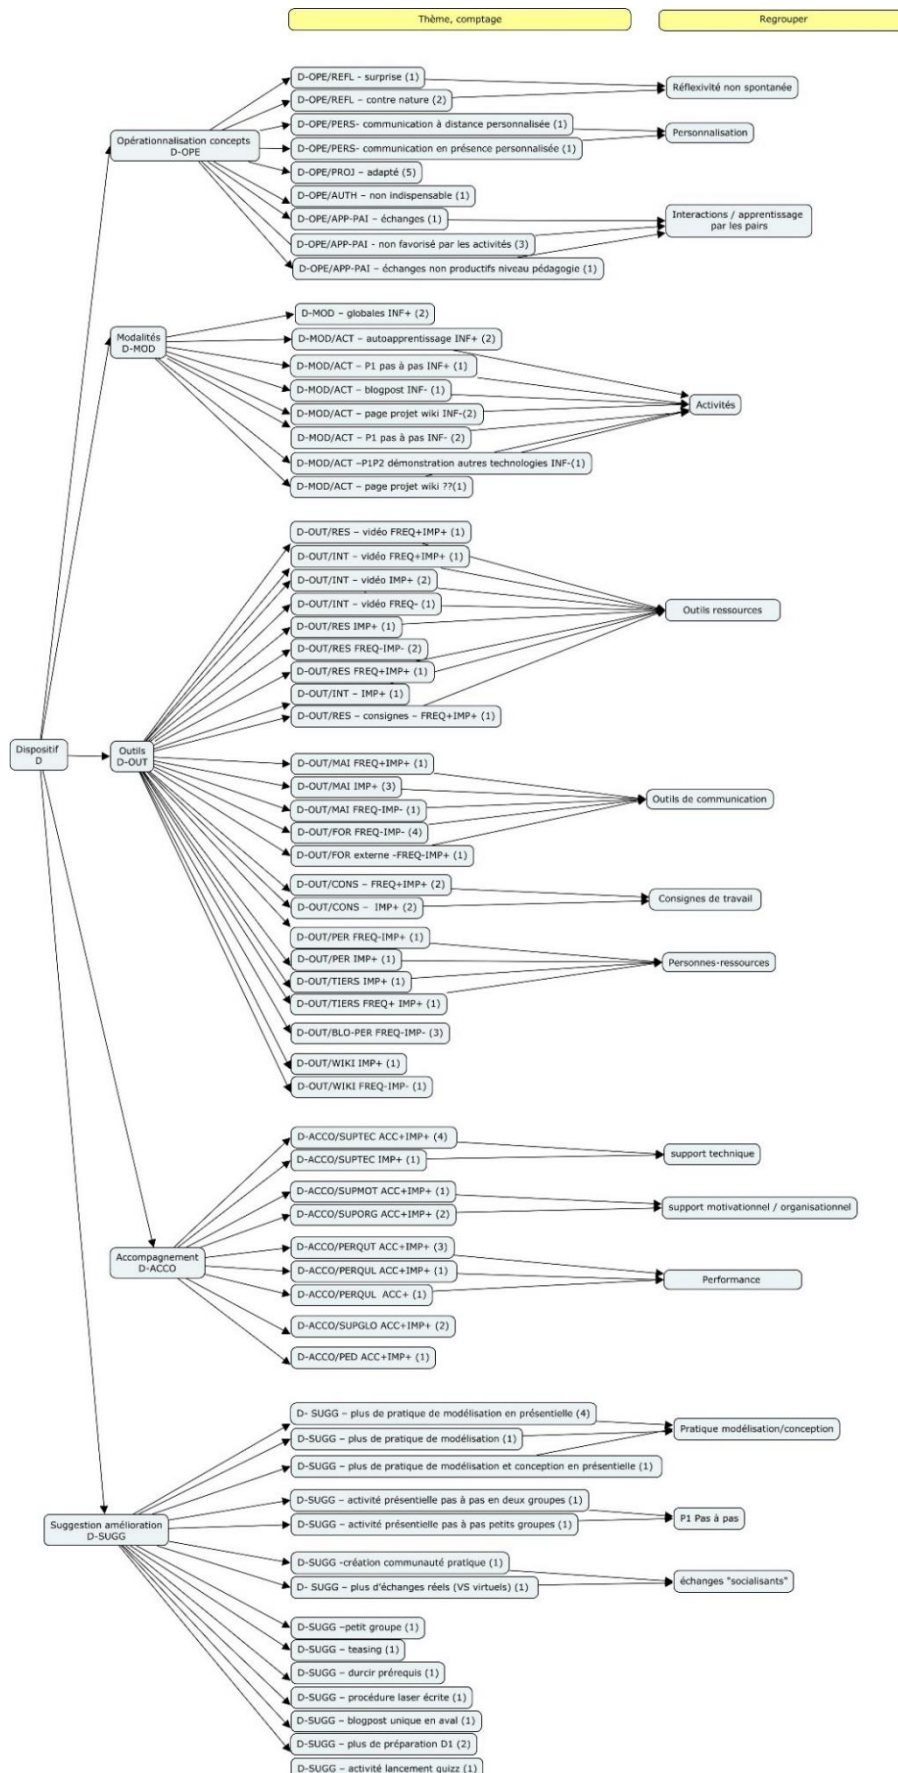 Thème, comptage
Regrouper
D-OPE/REFL - surprise (1)
D-OPE/REFL – contre nature (2)
Réflexivité non spontanée
D-OPE/PERS- communication à distance personnalisée (1)
D-OPE/PERS- communication en présence personnalisée (1)
Personnalisation
Opérationnalisation concepts
D-OPE
D-OPE/PROJ – adapté (5)
D-OPE/AUTH – non indispensable (1)
D-OPE/APP-PAI – échanges (1)
D-OPE/APP-PAI - non favorisé par les activités (3)
D-OPE/APP-PAI – échanges non productifs niveau pédagogie (1)
Interactions / apprentissage
par les pairs
Modalités
D-MOD
D-MOD – globales INF+ (2)
D-MOD/ACT – autoapprentissage INF+ (2)
D-MOD/ACT – P1 pas à pas INF+ (1)
D-MOD/ACT – blogpost INF- (1)
D-MOD/ACT – page projet wiki INF-(2)
D-MOD/ACT – P1 pas à pas INF- (2)
D-MOD/ACT –P1P2 démonstration autres technologies INF-(1)
D-MOD/ACT – page projet wiki ??(1)
Activités
D-OUT/RES – vidéo FREQ+IMP+ (1)
D-OUT/INT – vidéo FREQ+IMP+ (1)
D-OUT/INT – vidéo IMP+ (2)
D-OUT/INT – vidéo FREQ- (1)
D-OUT/RES IMP+ (1)
D-OUT/RES FREQ-IMP- (2)
D-OUT/RES FREQ+IMP+ (1)
D-OUT/INT – IMP+ (1)
D-OUT/RES – consignes – FREQ+IMP+ (1)
Outils ressources
Dispositif
D
Outils
D-OUT
D-OUT/MAI FREQ+IMP+ (1)
D-OUT/MAI IMP+ (3)
D-OUT/MAI FREQ-IMP- (1)
D-OUT/FOR FREQ-IMP- (4)
D-OUT/FOR externe -FREQ-IMP+ (1)
Outils de communication
D-OUT/CONS – FREQ+IMP+ (2)
D-OUT/CONS – IMP+ (2)
Consignes de travail
D-OUT/PER FREQ-IMP+ (1)
D-OUT/PER IMP+ (1)
D-OUT/TIERS IMP+ (1)
D-OUT/TIERS FREQ+ IMP+ (1)
Personnes-ressources
D-OUT/BLO-PER FREQ-IMP- (3)
D-OUT/WIKI IMP+ (1)
D-OUT/WIKI FREQ-IMP- (1)
D-ACCO/SUPTEC ACC+IMP+ (4)
D-ACCO/SUPTEC IMP+ (1)
support technique
D-ACCO/SUPMOT ACC+IMP+ (1)
D-ACCO/SUPORG ACC+IMP+ (2)
support motivationnel / organisationnel
Accompagnement
D-ACCO
D-ACCO/PERQUT ACC+IMP+ (3)
D-ACCO/PERQUL ACC+IMP+ (1)
D-ACCO/PERQUL ACC+ (1)
Performance
D-ACCO/SUPGLO ACC+IMP+ (2)
D-ACCO/PED ACC+IMP+ (1)
D- SUGG – plus de pratique de modélisation en présentielle (4)
D-SUGG – plus de pratique de modélisation (1)
D-SUGG – plus de pratique de modélisation et conception en présentielle (1)
Pratique modélisation/conception
Suggestion amélioration
D-SUGG
D-SUGG – activité présentielle pas à pas en deux groupes (1)
D-SUGG – activité présentielle pas à pas petits groupes (1)
P1 Pas à pas
D-SUGG -création communauté pratique (1)
D- SUGG – plus d'échanges réels (VS virtuels) (1)
échanges "socialisants"
D-SUGG –petit groupe (1)
D-SUGG – teasing (1)
D-SUGG – durcir prérequis (1)
D-SUGG – procédure laser écrite (1)
D-SUGG – blogpost unique en aval (1)
D-SUGG – plus de préparation D1 (2)
D-SUGG – activité lancement quizz (1)